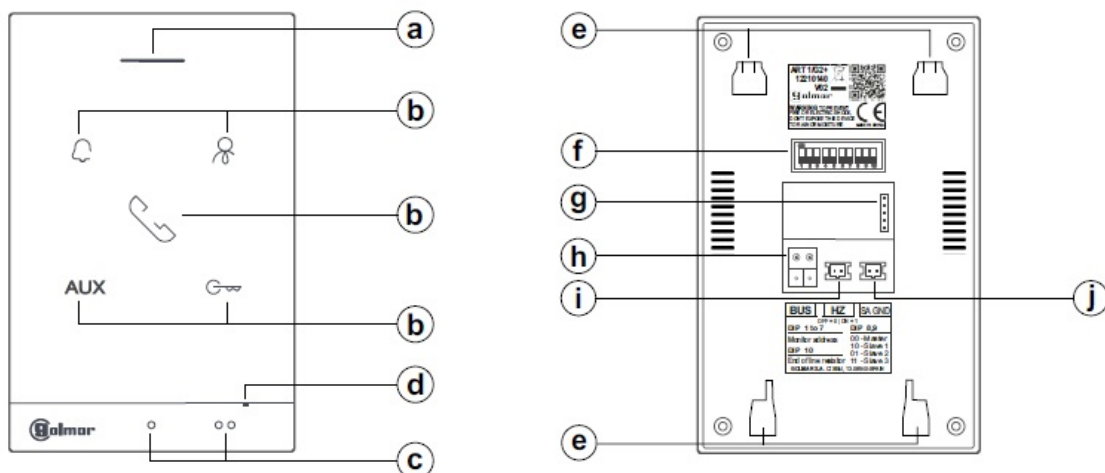 a
b
b
AUX
b
d
golmar
c
e
ART 1/G2+
12210140
V02
golmar
CE
f
g
h
i
j
BUS HZ SA GND
OFF = 0 | ON = 1
DIP 1 to 7 DIP 8,9
Monitor address 00 - Master
10 - Slave 1
DIP 10 01 - Slave 2
End of line resistor 11 - Slave 3
e